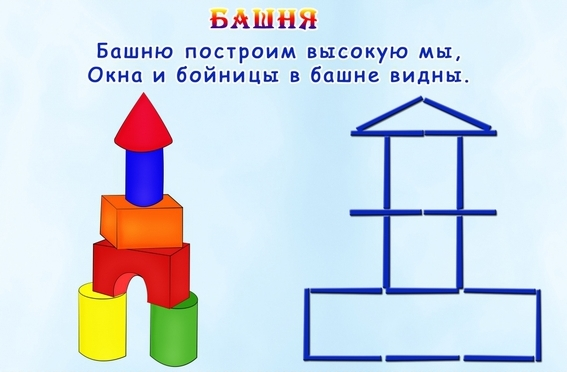 БАШНЯ
Башню построим высокую мы,
Окна и бойницы в башне видны.